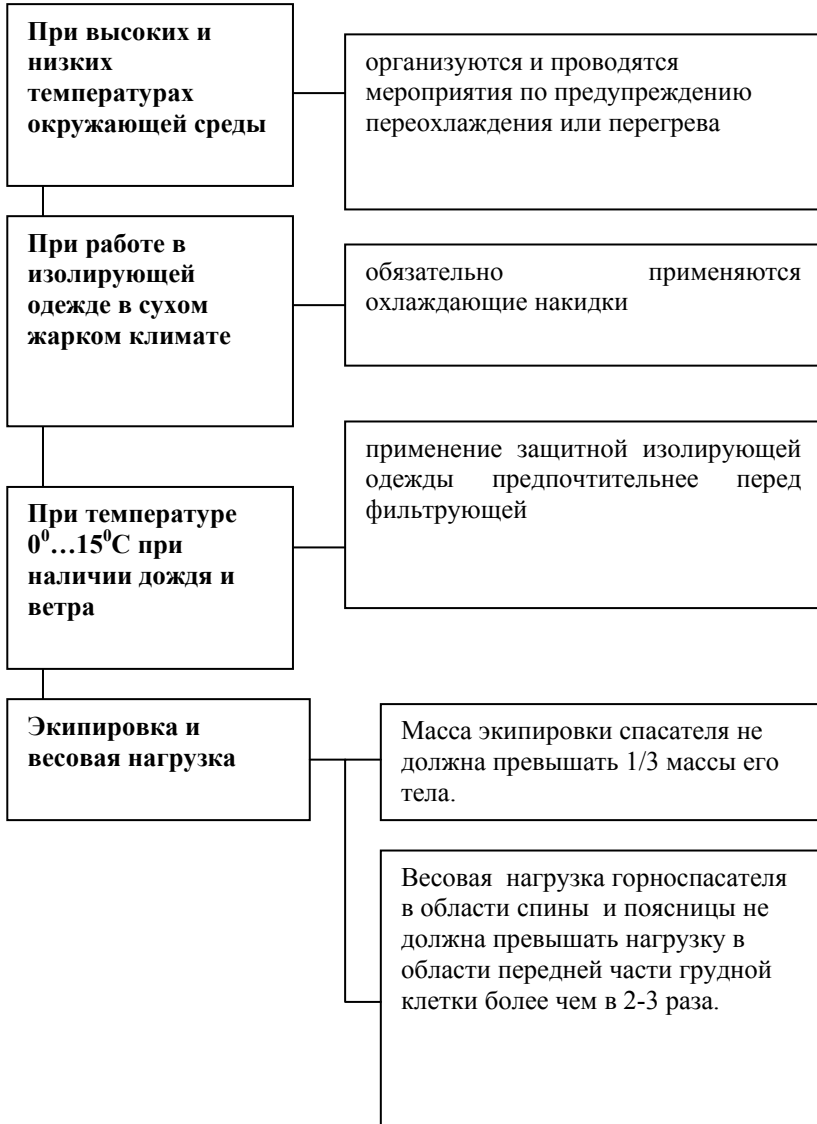 При высоких и
низких
температурах
окружающей среды
организуются и проводятся
мероприятия по предупреждению
переохлаждения или перегрева
При работе в
изолирующей
одежде в сухом
жарком климате
обязательно применяются
охлаждающие накидки
При температуре
0⁰…15⁰С при
наличии дождя и
ветра
применение защитной изолирующей
одежды предпочтительнее перед
фильтрующей
Экипировка и
весовая нагрузка
Масса экипировки спасателя не
должна превышать 1/3 массы его
тела.
Весовая нагрузка горноспасателя
в области спины и поясницы не
должна превышать нагрузку в
области передней части грудной
клетки более чем в 2-3 раза.